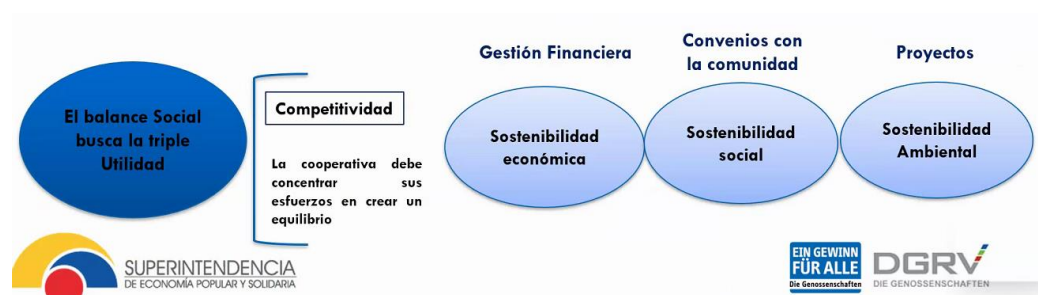 El balance Social
busca la triple
Utilidad
Competitividad
La cooperativa debe
concentrar sus
esfuerzos en crear un
equilibrio
Gestión Financiera
Sostenibilidad
económica
Convenios con
la comunidad
Sostenibilidad
social
Proyectos
Sostenibilidad
Ambiental
SUPERINTENDENCIA
DE ECONOMÍA POPULAR Y SOLIDARIA
EIN GEWINN
FÜR ALLE
Die Genossenschaften
DGRV
DIE GENOSSENSCHAFTEN